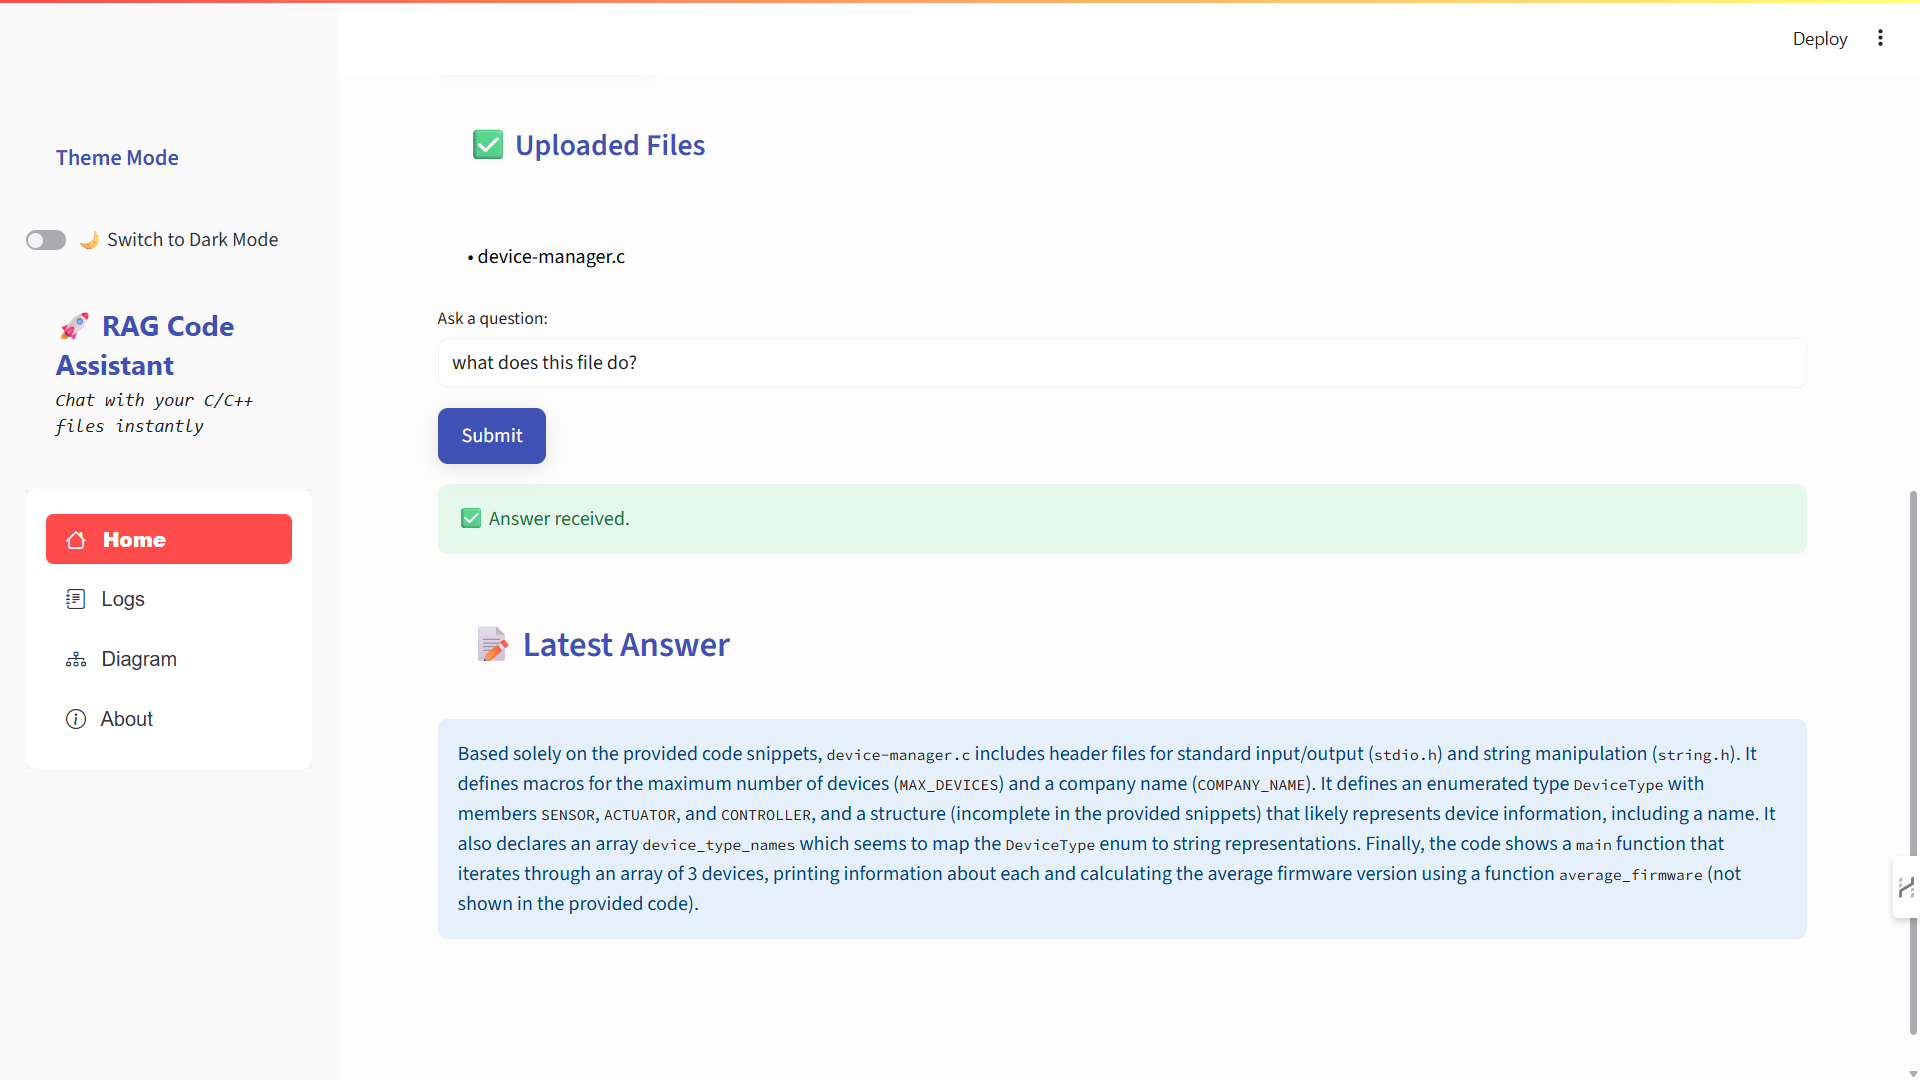 Deploy
Theme Mode
Switch to Dark Mode
RAG Code
Assistant
Chat with your C/C++
files instantly
Home
Logs
Diagram
About
Uploaded Files
• device-manager.c
Ask a question:
what does this file do?
Submit
Answer received.
Latest Answer
Based solely on the provided code snippets, device-manager.c includes header files for standard input/output (stdio.h) and string manipulation (string.h). It
defines macros for the maximum number of devices (MAX_DEVICES) and a company name (COMPANY_NAME). It defines an enumerated type DeviceType with
members SENSOR, ACTUATOR, and CONTROLLER, and a structure (incomplete in the provided snippets) that likely represents device information, including a name. It
also declares an array device_type_names which seems to map the DeviceType enum to string representations. Finally, the code shows a main function that
iterates through an array of 3 devices, printing information about each and calculating the average firmware version using a function average_firmware (not
shown in the provided code).